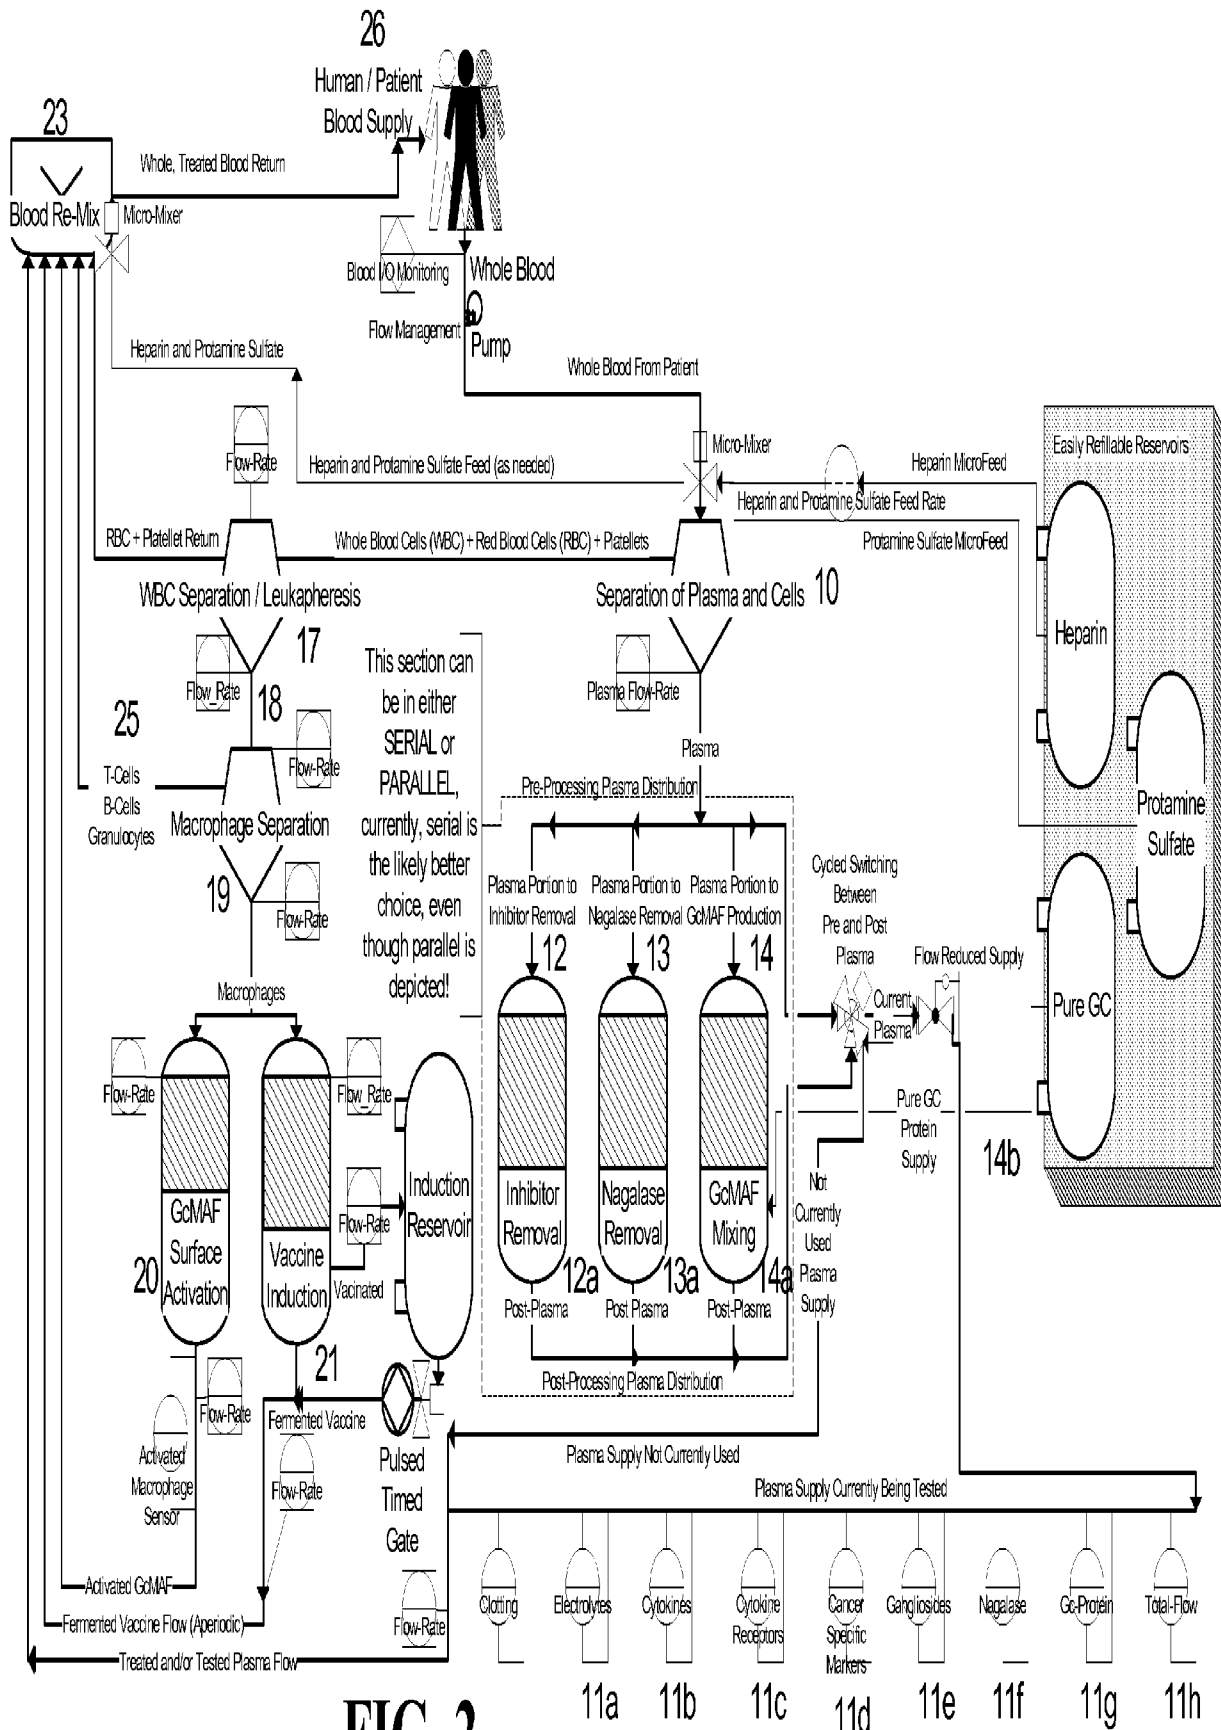 26
Human / Patient
Blood Supply
23
Whole, Treated Blood Return
Blood Re-Mix
Micro-Mixer
Blood I/O Monitoring
Whole Blood
Flow Management
Pump
Heparin and Protamine Sulfate
Whole Blood From Patient
Flow-Rate
Heparin and Protamine Sulfate Feed (as needed)
Micro-Mixer
Heparin MicroFeed
Easily Refillable Reservoirs
Heparin and Protamine Sulfate Feed Rate
RBC + Platellet Return
Whole Blood Cells (WBC) + Red Blood Cells (RBC) + Platellets
Protamine Sulfate MicroFeed
WBC Separation / Leukapheresis
Separation of Plasma and Cells
10
17
Heparin
Flow_Rate
18
Plasma Flow-Rate
This section can
be in either
SERIAL or
PARALLEL,
currently, serial is
the likely better
choice, even
though parallel is
depicted!
25
T-Cells
B-Cells
Granulocytes
Flow-Rate
Macrophage Separation
19
Flow-Rate
Plasma
Pre-Processing Plasma Distribution
Protamine
Sulfate
Plasma Portion to
Inhibitor Removal
12
Plasma Portion to
Nagalase Removal
13
Plasma Portion to
GcMAF Production
14
Cycled Switching
Between
Pre and Post
Plasma
Flow Reduced Supply
Current
Plasma
Pure GC
Macrophages
Flow-Rate
Flow_Rate
Pure GC
Protein
Supply
14b
GcMAF
Surface
Activation
20
Vaccine
Induction
Flow-Rate
Vacinated
Induction
Reservoir
Inhibitor
Removal
12a
Nagalase
Removal
13a
GcMAF
Mixing
14a
Not
Currently
Used
Plasma
Supply
Post-Plasma
Post Plasma
Post-Plasma
21
Post-Processing Plasma Distribution
Flow-Rate
Fermented Vaccine
Activated
Macrophage
Sensor
Flow-Rate
Pulsed
Timed
Gate
Plasma Supply Not Currently Used
Plasma Supply Currently Being Tested
Activated GcMAF
Fermented Vaccine Flow (Aperiodic)
Treated and/or Tested Plasma Flow
Flow-Rate
Clotting
Electrolytes
Cytokines
Cytokine
Receptors
Cancer
Specific
Markers
Gangliosides
Nagalase
Gc-Protein
Total-Flow
11a
11b
11c
11d
11e
11f
11g
11h
FIG. 2